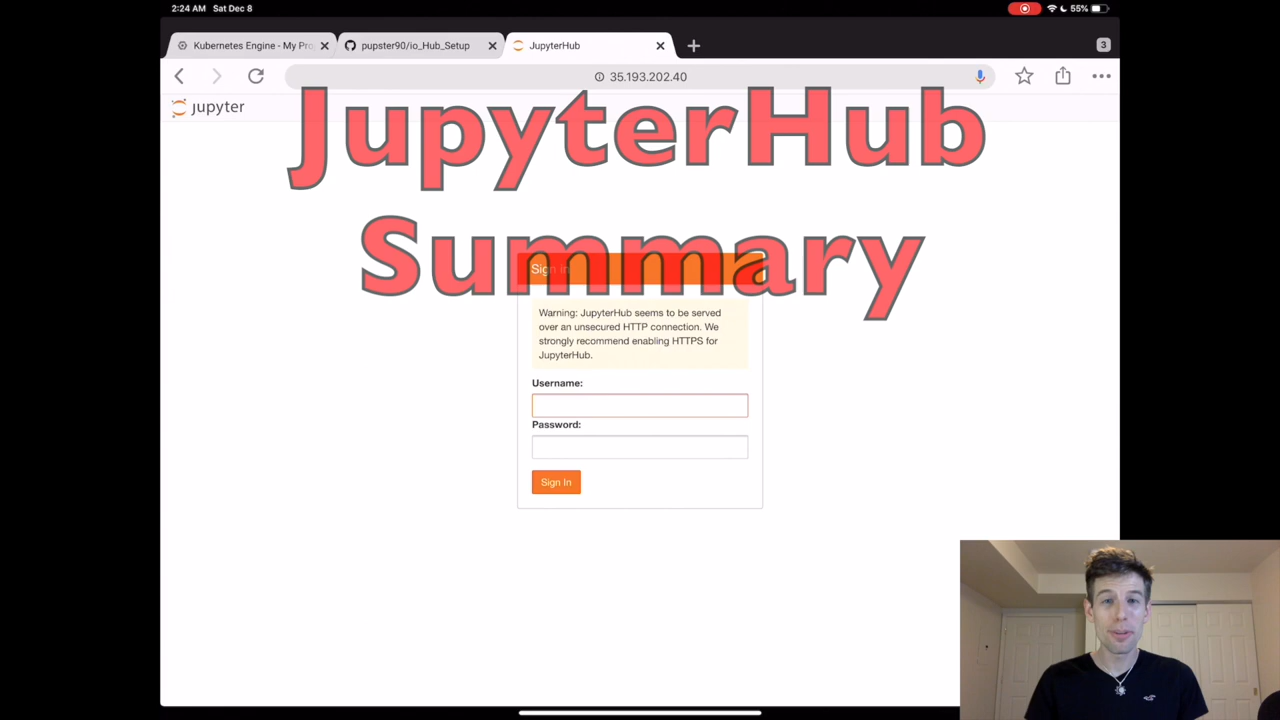 2:24 AM Sat Dec 8
55%
Kubernetes Engine - My Pro
pupster90/io_Hub_Setup
JupyterHub
3
35.193.202.40
jupyter
JupyterHub
Summary
Sign in
Warning: JupyterHub seems to be served
over an unsecured HTTP connection. We
strongly recommend enabling HTTPS for
JupyterHub.
Username:
Password:
Sign In